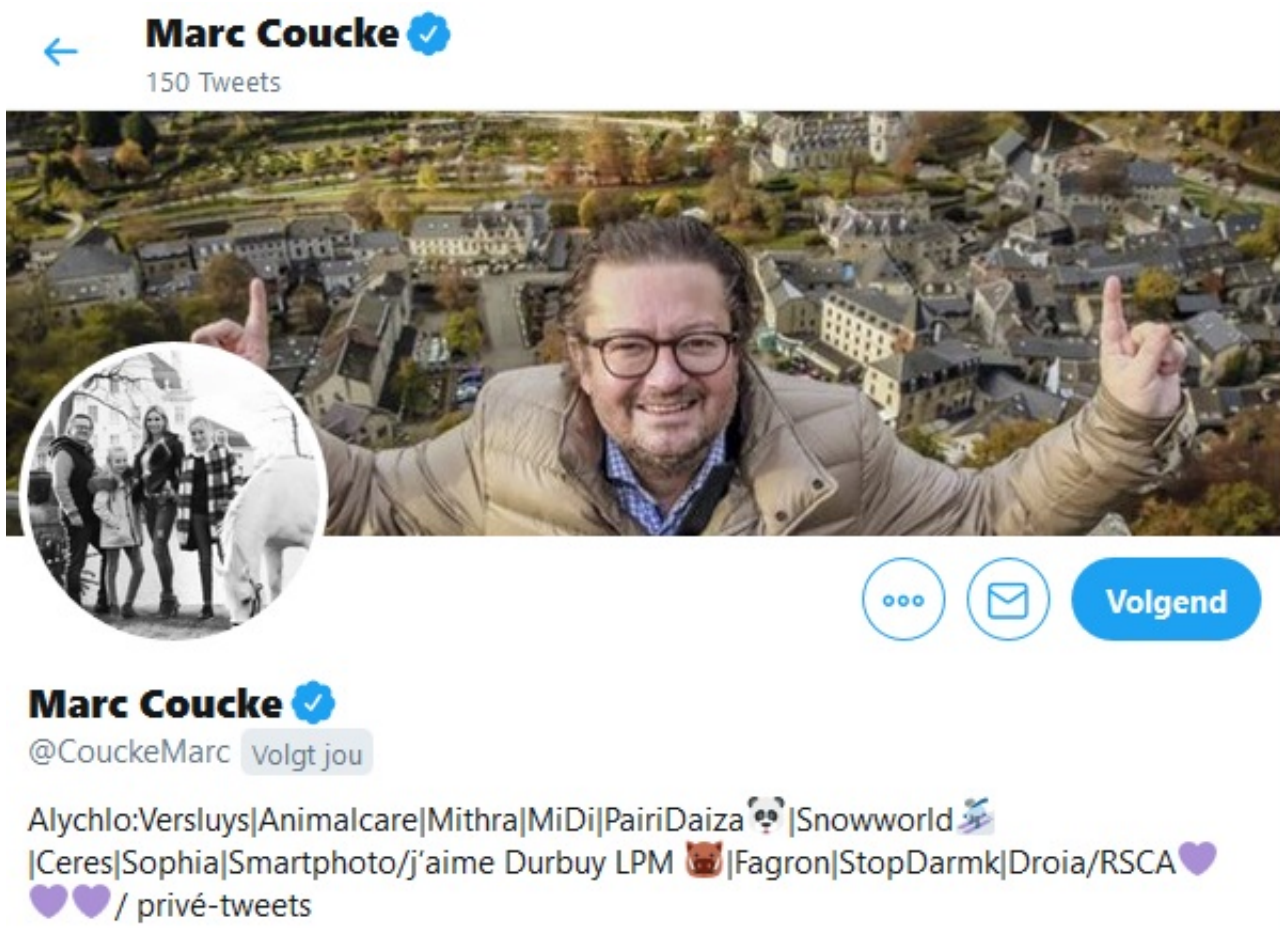 Marc Coucke
150 Tweets
Volgend
Marc Coucke
@CouckeMarc Volgt jou
Alychlo:Versluys|Animalcare|Mithra|MiDi|PairiDaiza🐼|Snowworld🏂
|Ceres|Sophia|Smartphoto/j'aime Durbuy LPM 🐗|Fagron|StopDarmk|Droia/RSCA💜
💜💜/ privé-tweets